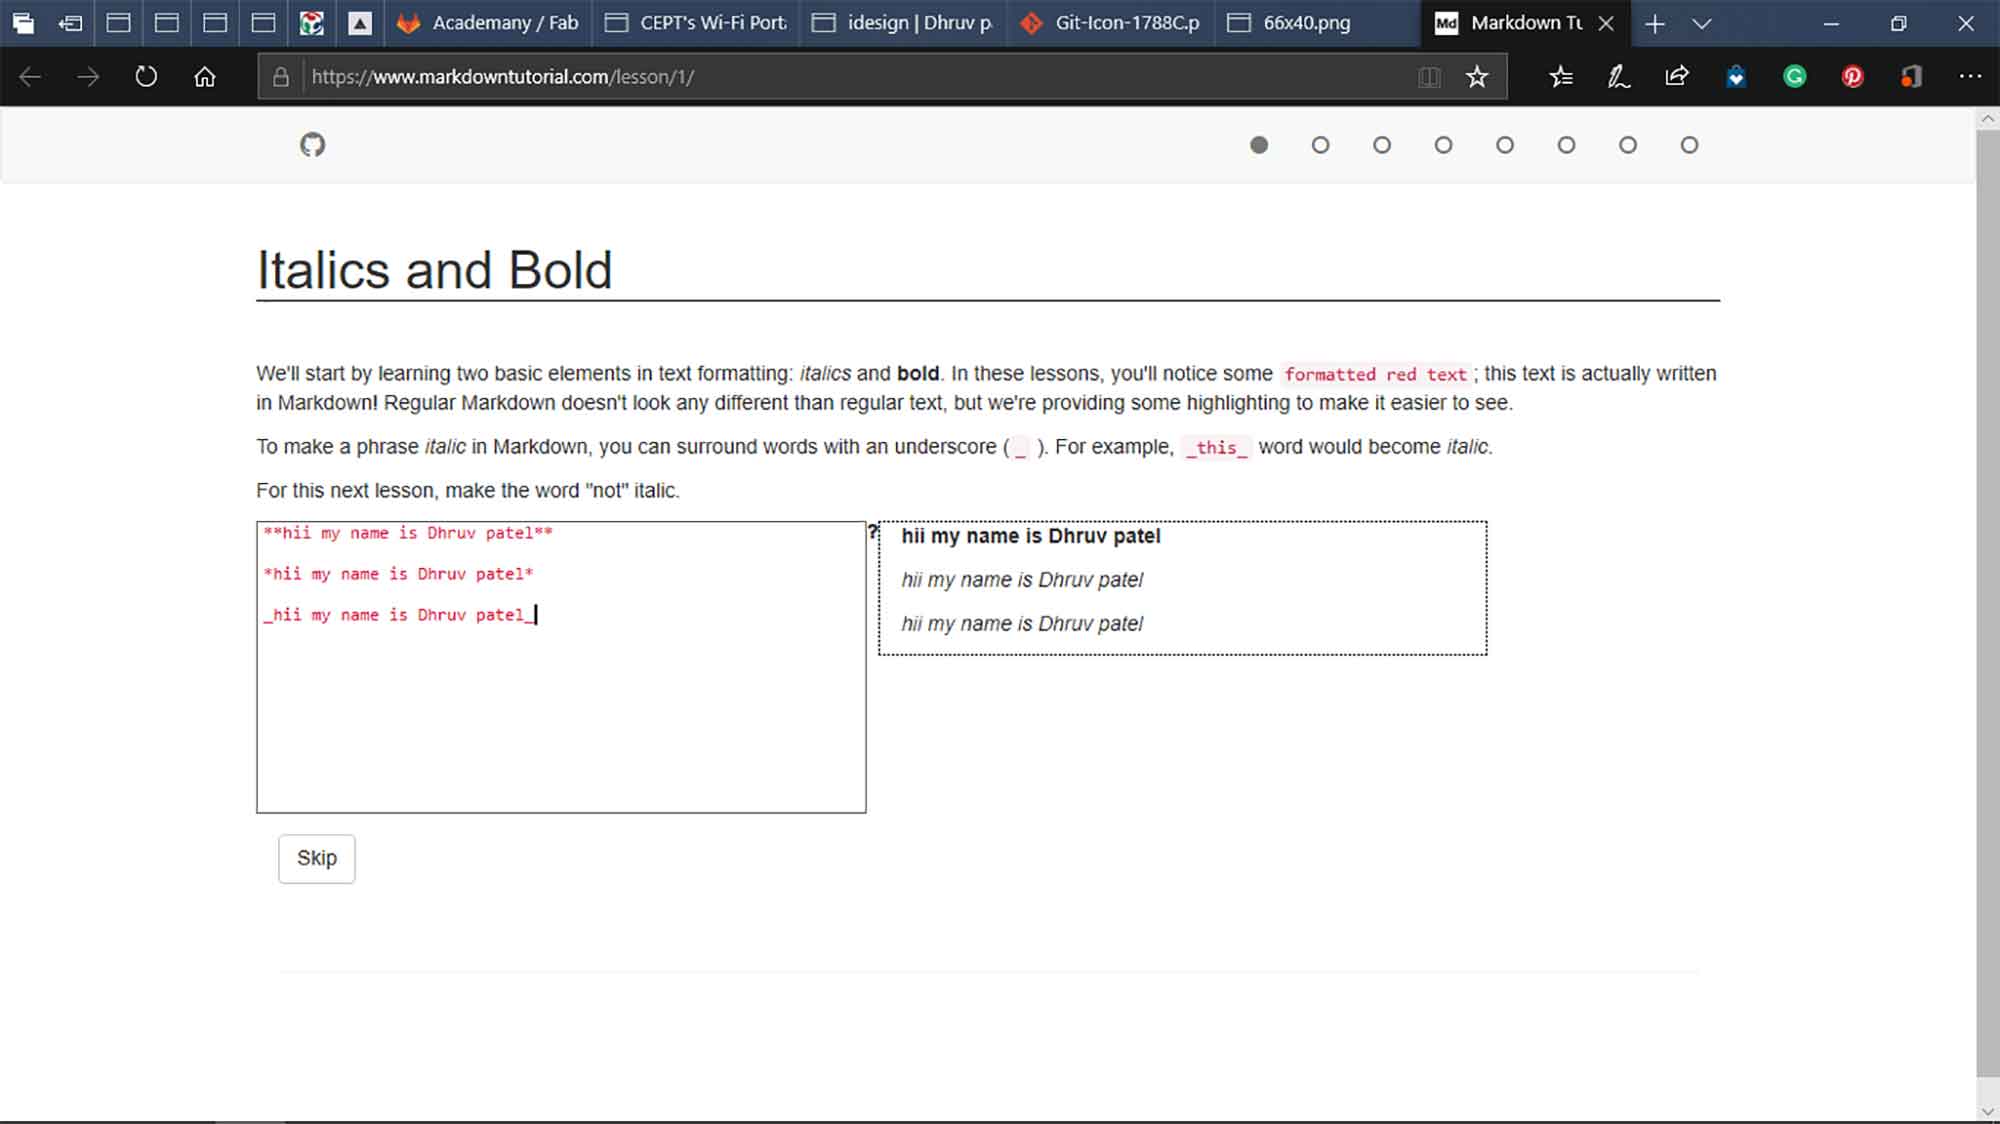 Academany / Fab
CEPT's Wi-Fi Port
idesign | Dhruv p
Git-Icon-1788C.p
66x40.png
Md
Markdown Tu
https://www.markdowntutorial.com/lesson/1/
G
Italics and Bold
We'll start by learning two basic elements in text formatting: italics and bold. In these lessons, you'll notice some formatted red text ; this text is actually written
in Markdown! Regular Markdown doesn't look any different than regular text, but we're providing some highlighting to make it easier to see.
To make a phrase italic in Markdown, you can surround words with an underscore ( _ ). For example, _this_ word would become italic.
For this next lesson, make the word "not" italic.
**hii my name is Dhruv patel**
*hii my name is Dhruv patel*
_hii my name is Dhruv patel_
?
hii my name is Dhruv patel
hii my name is Dhruv patel
hii my name is Dhruv patel
Skip